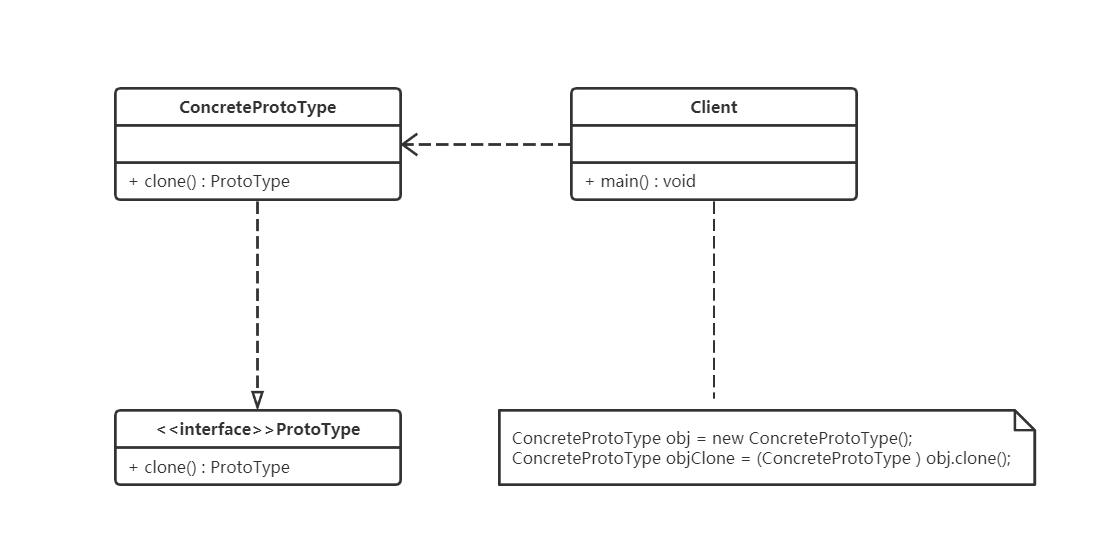 ConcreteProtoType
+ clone() : ProtoType
Client
+ main() : void
<<interface>>ProtoType
+ clone() : ProtoType
ConcreteProtoType obj = new ConcreteProtoType();
ConcreteProtoType objClone = (ConcreteProtoType ) obj.clone();